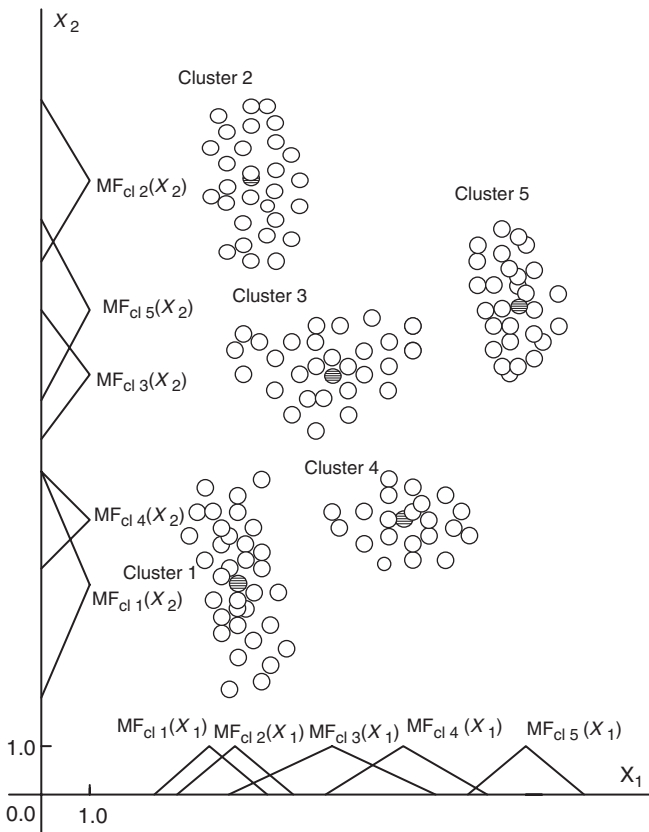 X2
Cluster 2
MFcl 2(X2)
Cluster 5
Cluster 3
MFcl 5(X2)
MFcl 3(X2)
Cluster 4
MFcl 4(X2)
Cluster 1
MFcl 1(X2)
MFcl 1(X1)
MFcl 2(X1)
MFcl 3(X1)
MFcl 4 (X1)
MFcl 5 (X1)
1.0
X1
0.0
1.0